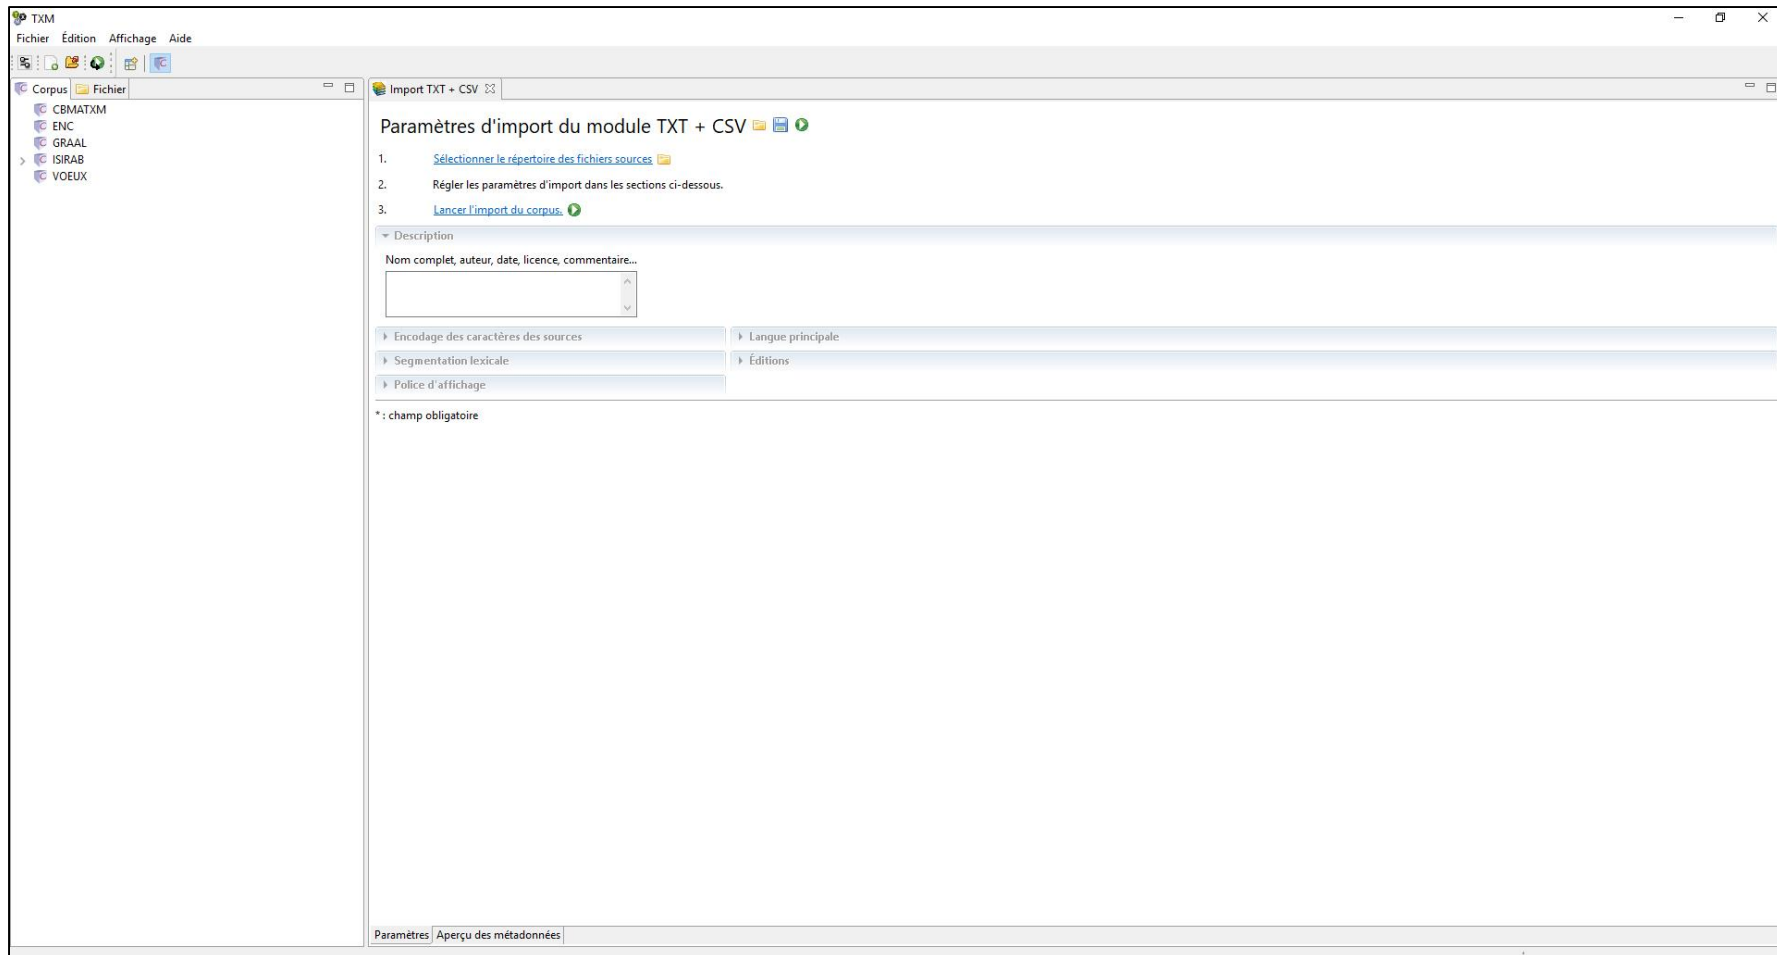 TXM
Fichier Édition Affichage Aide
Corpus Fichier
CBMATXM
ENC
GRAAL
ISIRAB
VOEUX
Import TXT + CSV
Paramètres d'import du module TXT + CSV
1. Sélectionner le répertoire des fichiers sources
2. Régler les paramètres d'import dans les sections ci-dessous.
3. Lancer l'import du corpus.
Description
Nom complet, auteur, date, licence, commentaire...
Encodage des caractères des sources
Langue principale
Segmentation lexicale
Éditions
Police d'affichage
* : champ obligatoire
Paramètres Aperçu des métadonnées